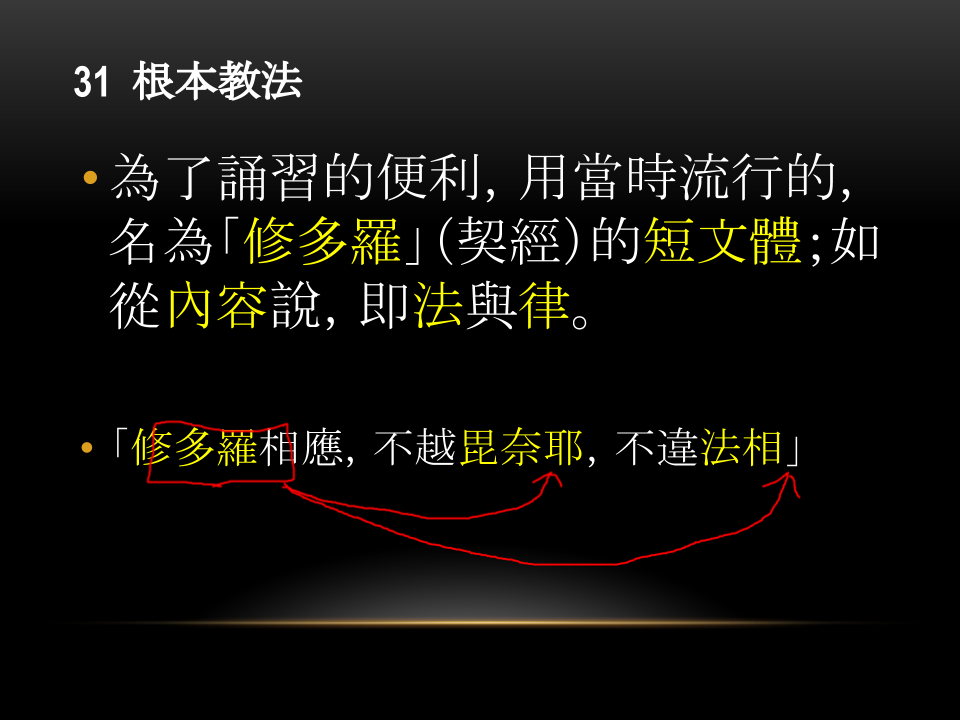 31 根本教法
•為了誦習的便利，用當時流行的，
名為「修多羅」（契經）的短文體；如
從內容說，即法與律。
•「修多羅相應，不越毘奈耶，不違法相」